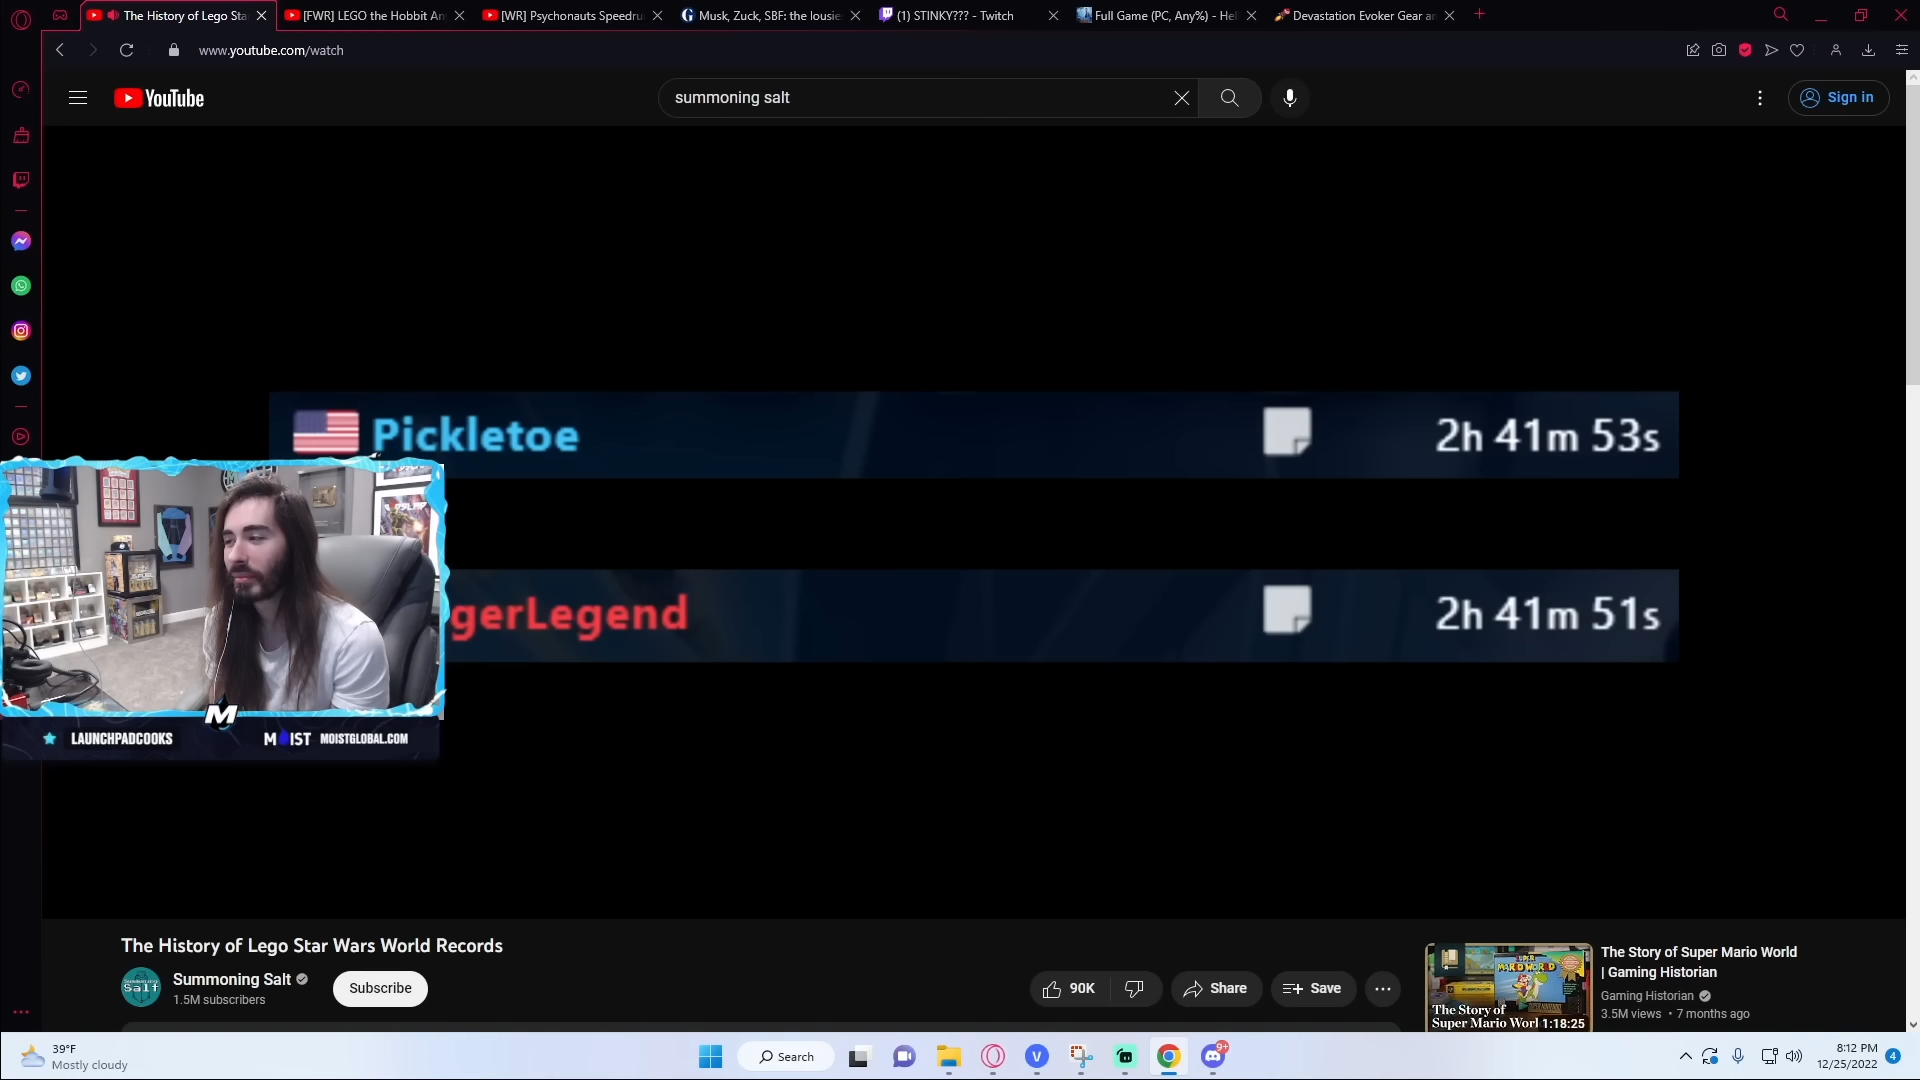 The History of Lego Sta
[FWR] LEGO the Hobbit An
[WR] Psychonauts Speedru
Musk, Zuck, SBF: the lousie
(1) STINKY??? - Twitch
Full Game (PC, Any%) - Hel
Devastation Evoker Gear an
www.youtube.com/watch
YouTube
summoning salt
Sign in
Pickletoe
2h 41m 53s
gerLegend
2h 41m 51s
M
LAUNCHPADCOOKS
MOIST
MOISTGLOBAL.COM
The History of Lego Star Wars World Records
Summoning Salt
1.5M subscribers
Subscribe
90K
Share
Save
The Story of Super Mario World
| Gaming Historian
Gaming Historian
3.5M views • 7 months ago
The Story of
Super Mario Worl
1:18:25
39°F
Mostly cloudy
Search
9+
8:12 PM
12/25/2022
4